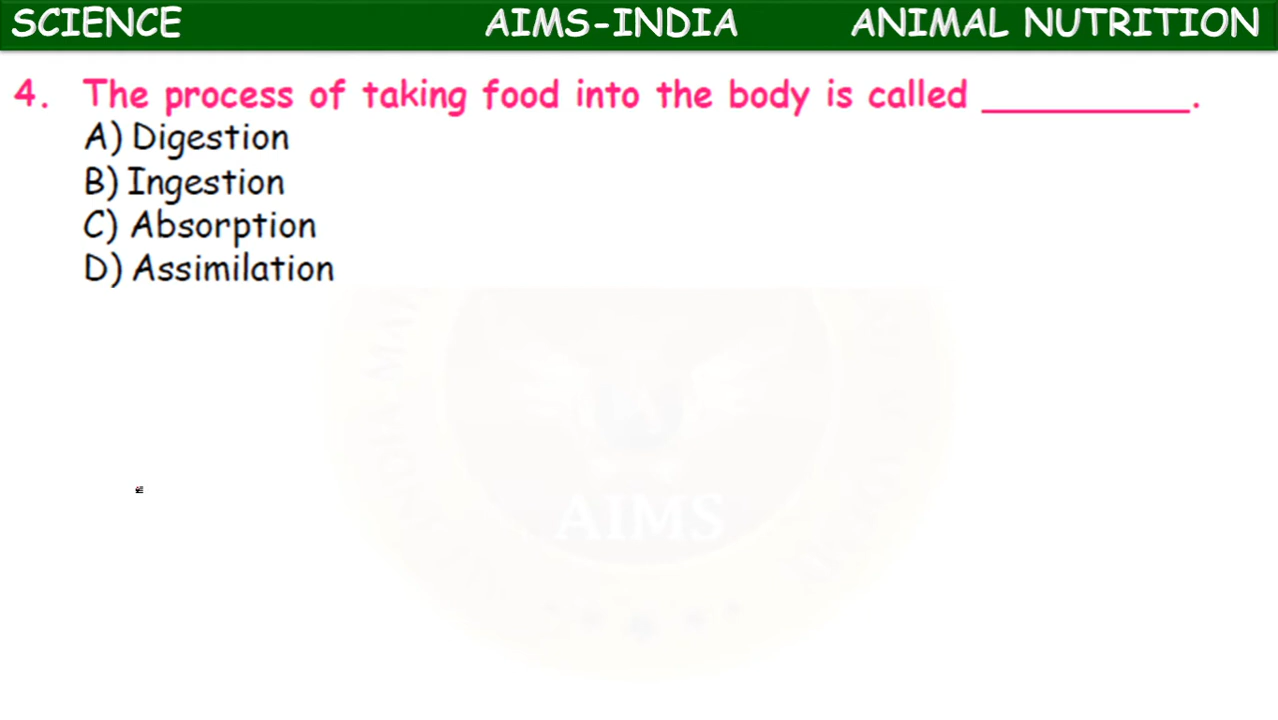 SCIENCE AIMS-INDIA ANIMAL NUTRITION
4. The process of taking food into the body is called __________.
A) Digestion
B) Ingestion
C) Absorption
D) Assimilation
AIMS